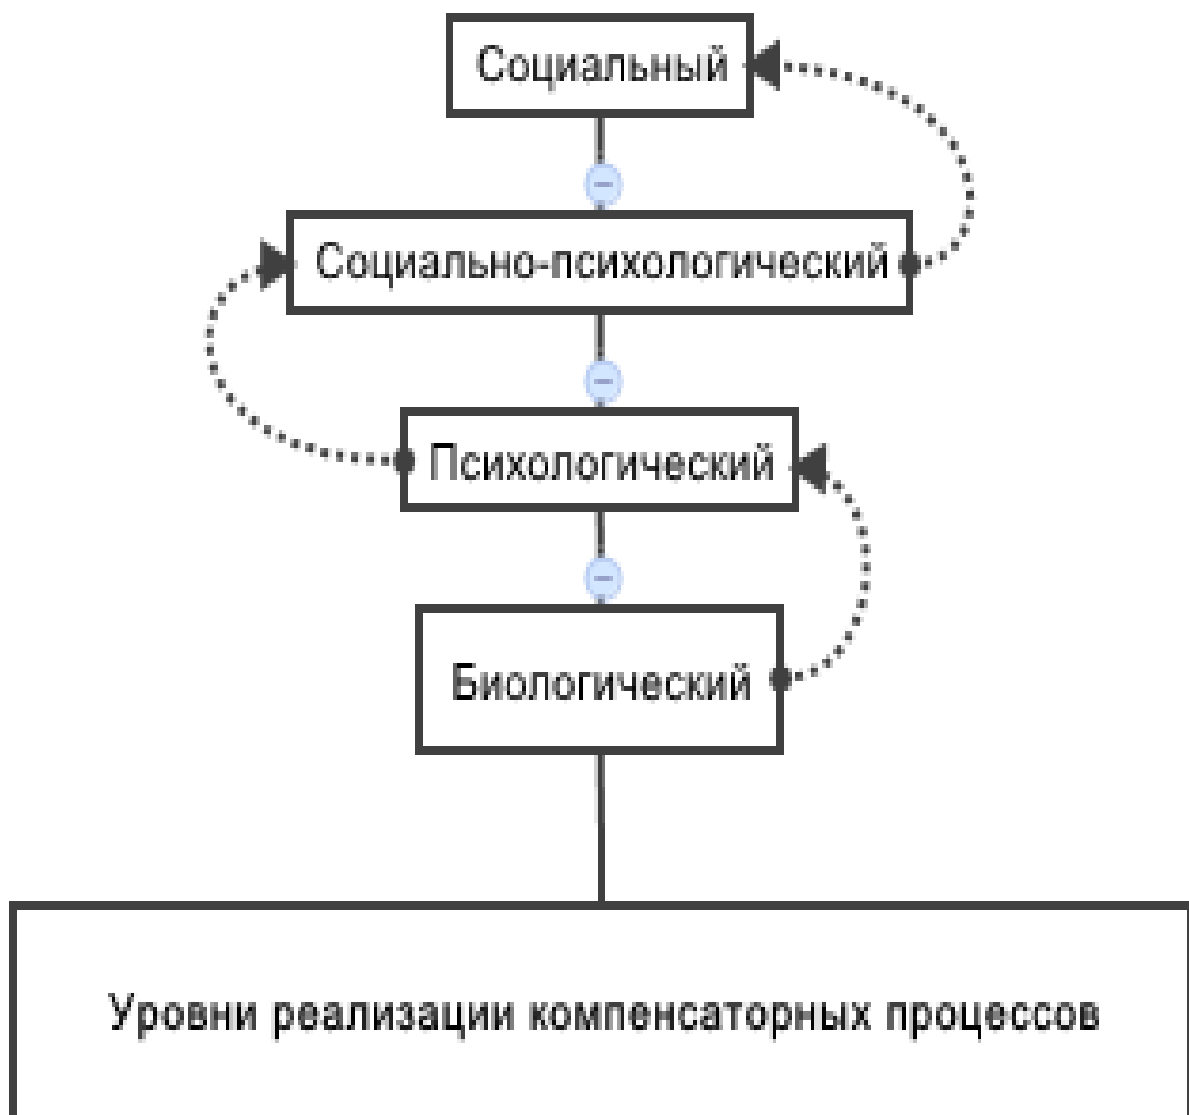 Социальный
Социально-психологический
Психологический
Биологический
Уровни реализации компенсаторных процессов